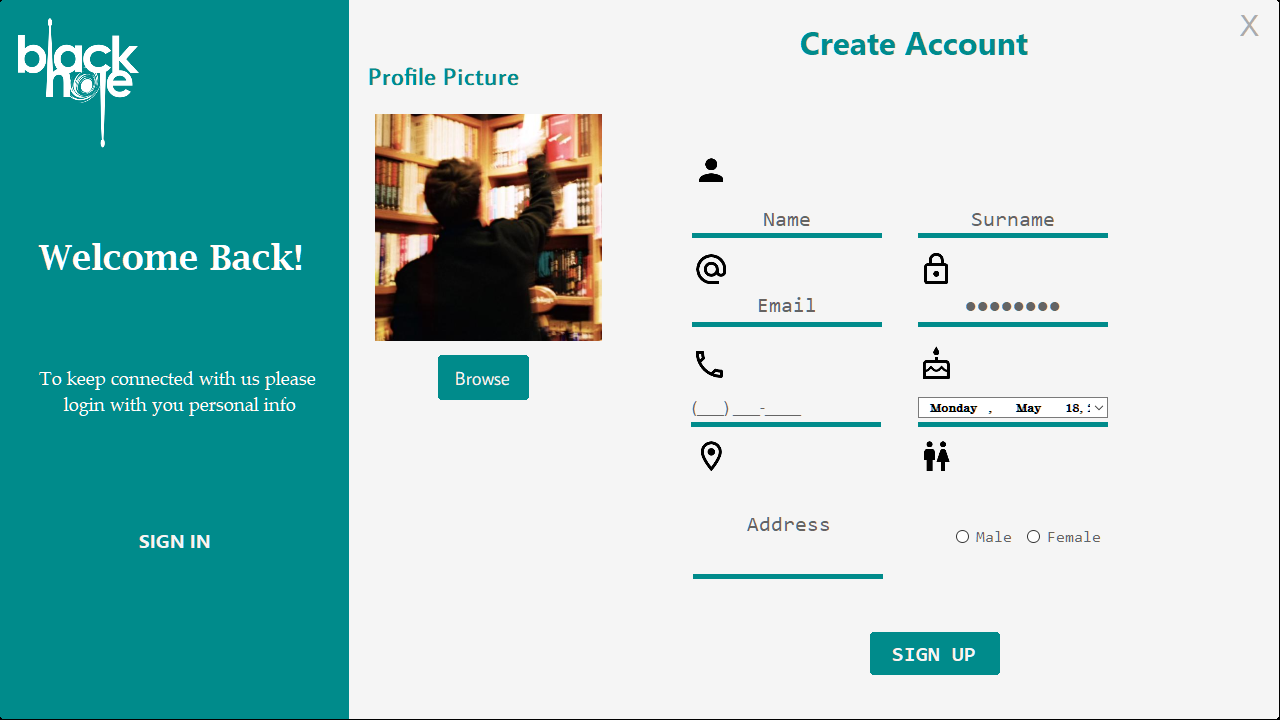 black
hole
Welcome Back!
To keep connected with us please
login with you personal info
SIGN IN
X
Create Account
Profile Picture
Browse
Name
Surname
Email
●●●●●●●●
(___)___-____
Monday , May 18,
Address
Male
Female
SIGN UP